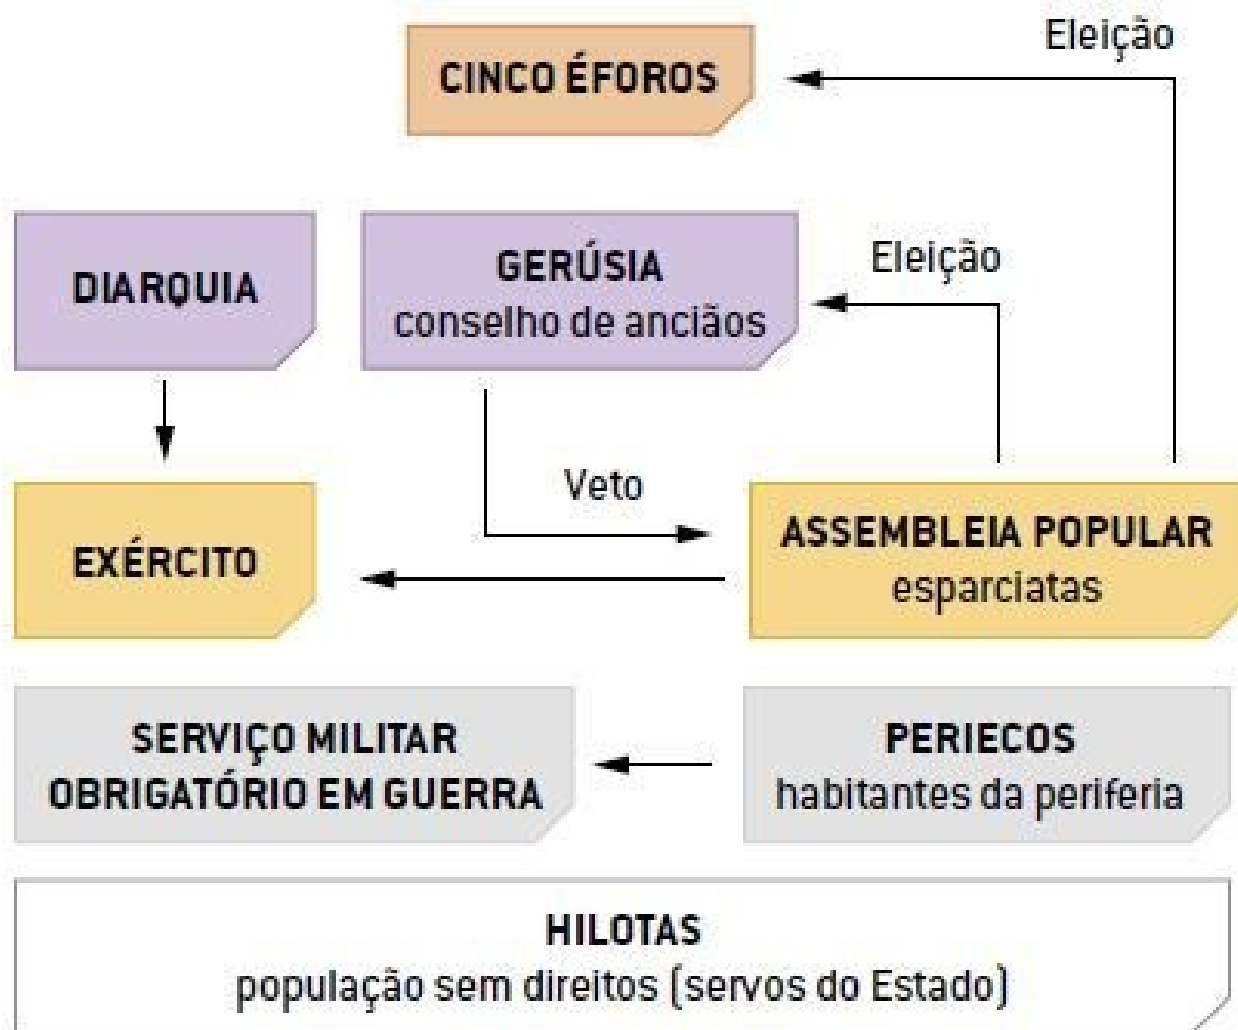 Eleição
CINCO ÉFOROS
DIARQUIA
GERÚSIA
conselho de anciãos
Eleição
Veto
EXÉRCITO
ASSEMBLEIA POPULAR
esparciatas
SERVIÇO MILITAR
OBRIGATÓRIO EM GUERRA
PERIECOS
habitantes da periferia
HILOTAS
população sem direitos (servos do Estado)